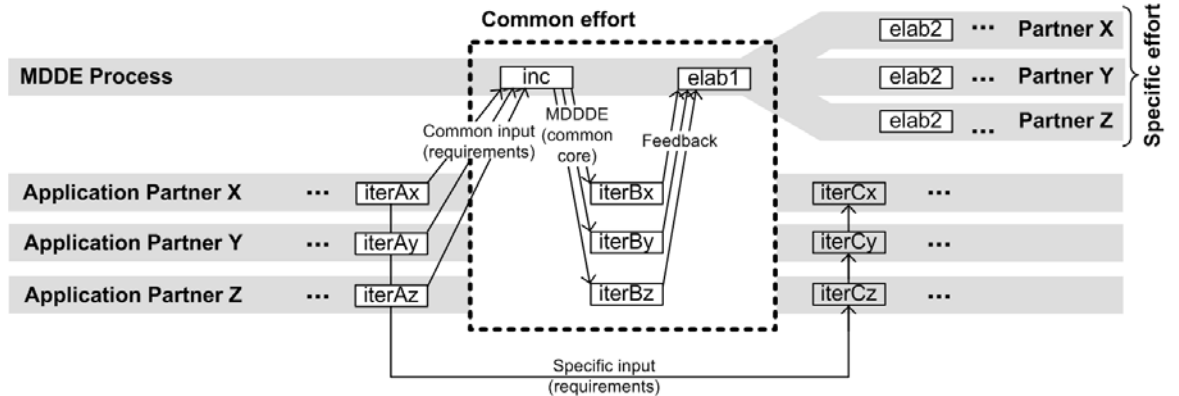 Common effort
elab2 ... Partner X
MDDE Process
inc
elab1
elab2 ... Partner Y
elab2 ... Partner Z
Specific effort
Common input
(requirements)
MDDDE
(common
core)
Feedback
Application Partner X ... iterAx
iterBx
iterCx ...
Application Partner Y ... iterAy
iterBy
iterCy ...
Application Partner Z ... iterAz
iterBz
iterCz ...
Specific input
(requirements)